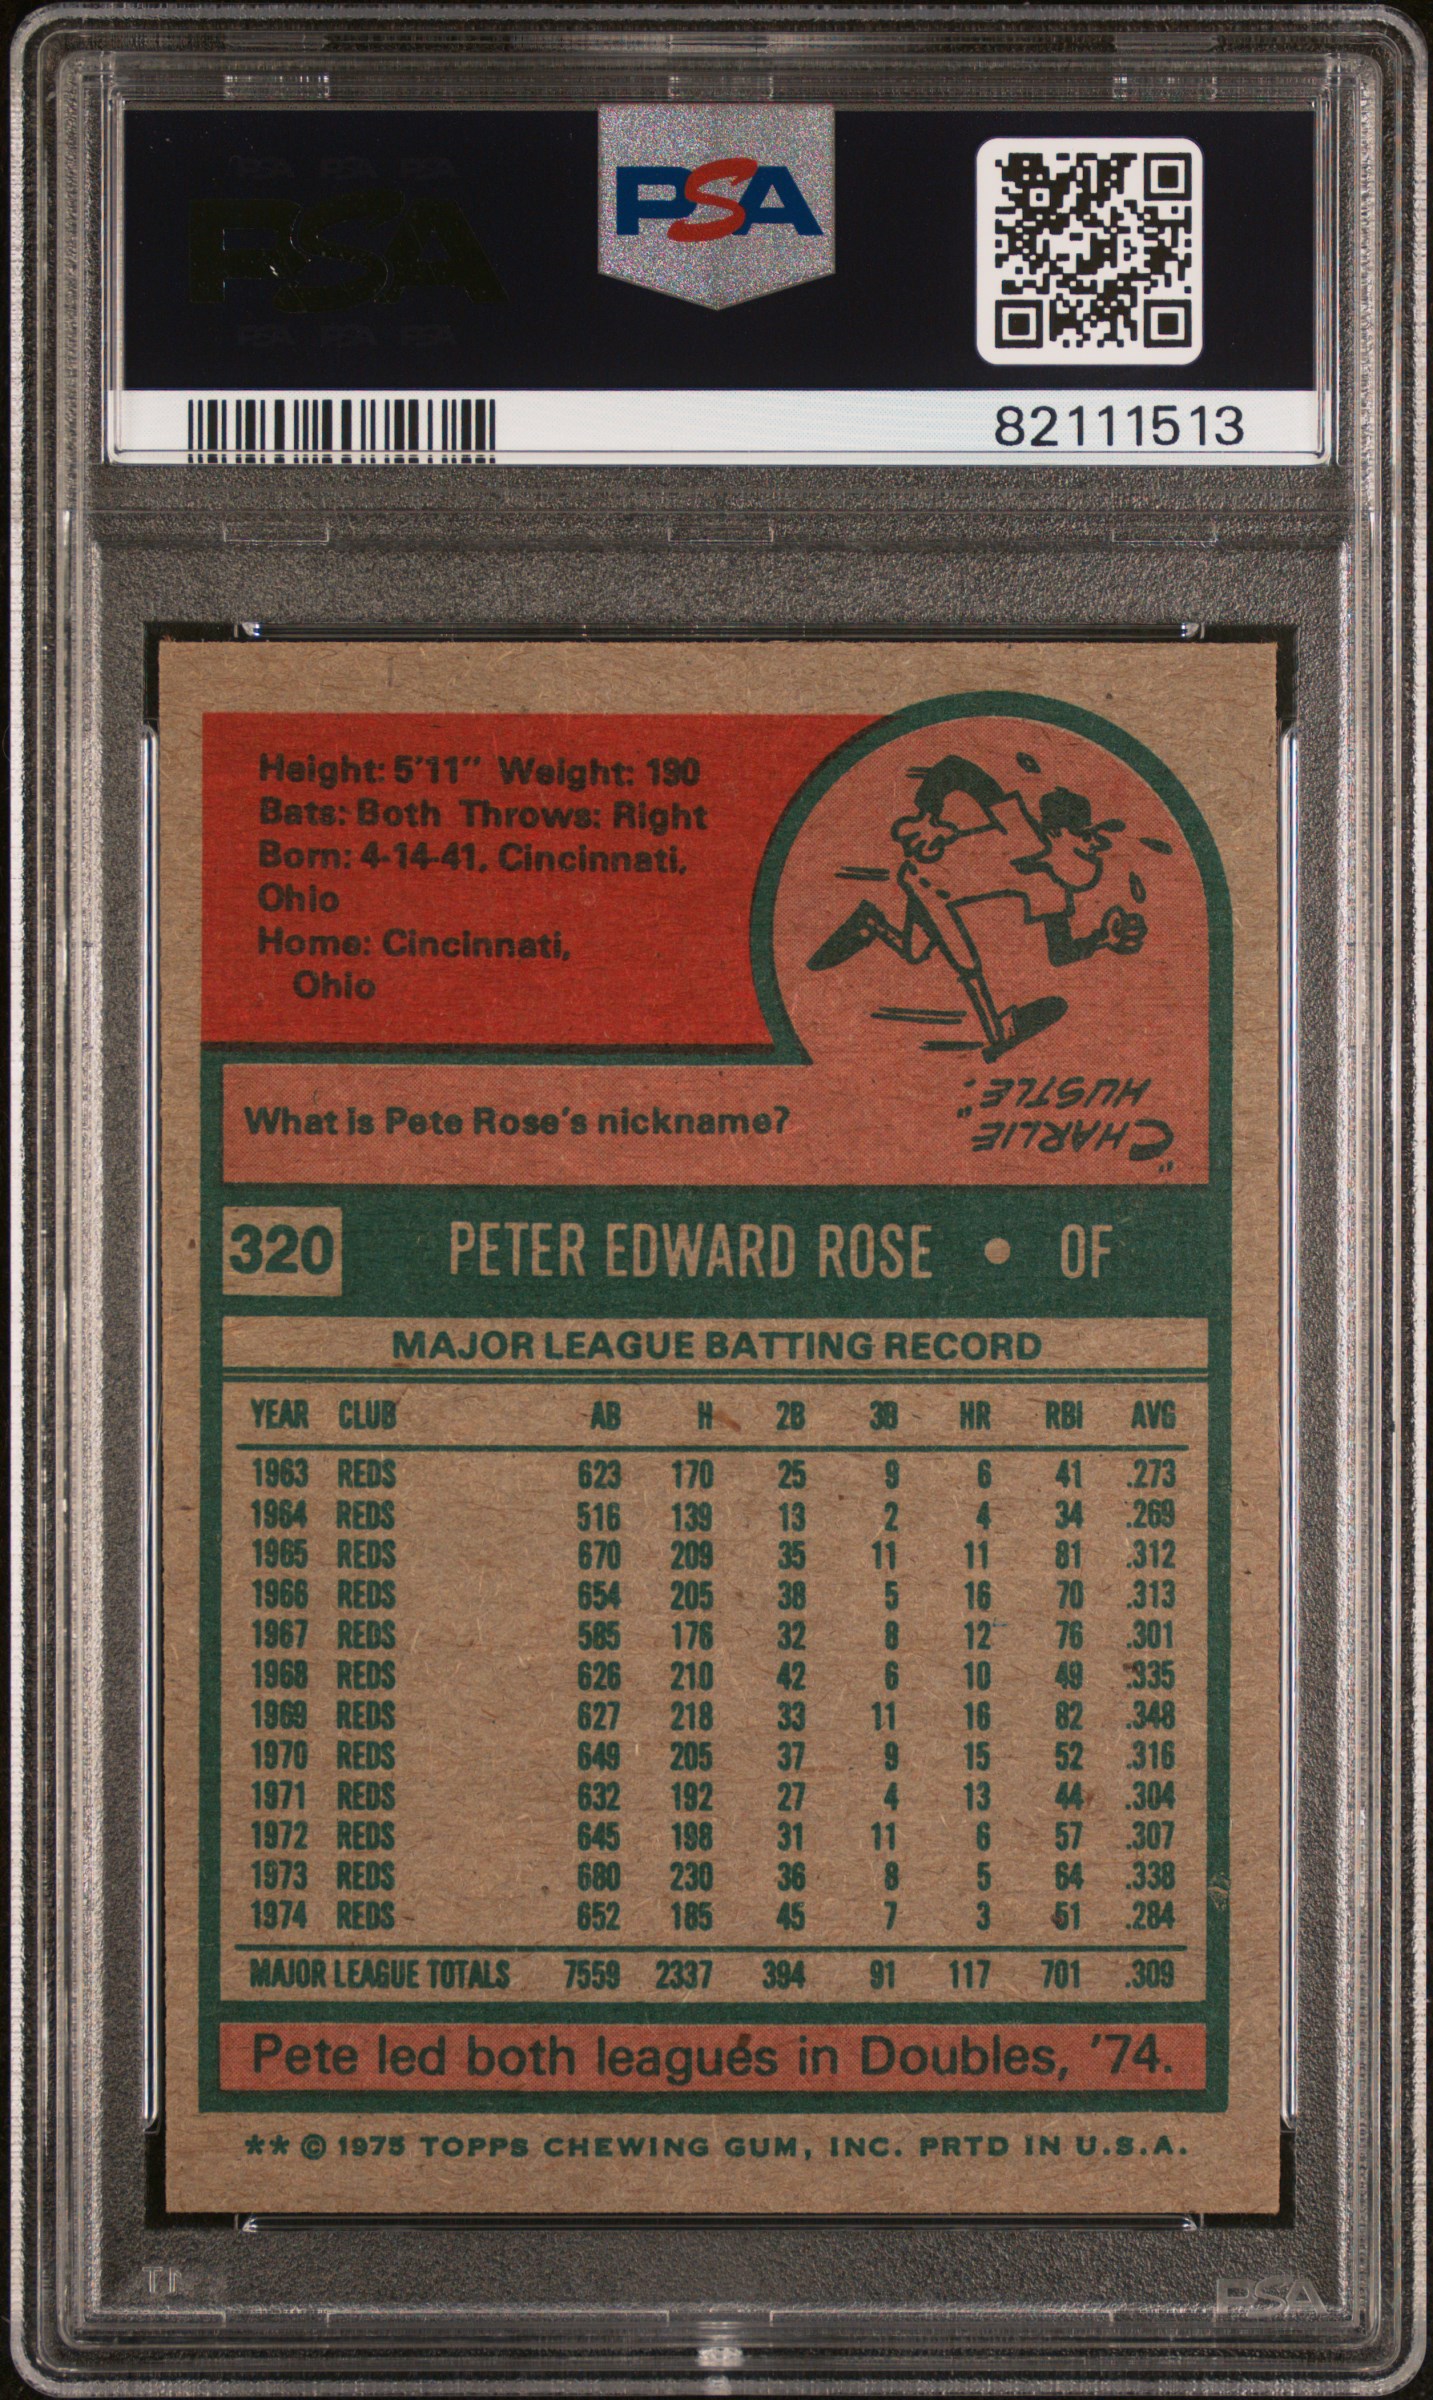 PSA PSA PSA
PSA
PSA PSA PSA
PSA
82111513
Height: 5'11" Weight: 190
Bats: Both Throws: Right
Born: 4-14-41, Cincinnati,
Ohio
Home: Cincinnati,
Ohio
What is Pete Rose's nickname?
"CHARLIE
HUSTLE."
320 PETER EDWARD ROSE • OF
MAJOR LEAGUE BATTING RECORD
YEAR CLUB AB H 2B 3B HR RBI AVG
1963 REDS 623 170 25 9 6 41 .273
1964 REDS 516 139 13 2 4 34 .269
1965 REDS 670 209 35 11 11 81 .312
1966 REDS 654 205 38 5 16 70 .313
1967 REDS 585 176 32 8 12 76 .301
1968 REDS 626 210 42 6 10 49 .335
1969 REDS 627 218 33 11 16 82 .348
1970 REDS 649 205 37 9 15 52 .316
1971 REDS 632 192 27 4 13 44 .304
1972 REDS 645 198 31 11 6 57 .307
1973 REDS 680 230 36 8 5 64 .338
1974 REDS 652 185 45 7 3 51 .284
MAJOR LEAGUE TOTALS 7559 2337 394 91 117 701 .309
Pete led both leagues in Doubles, '74.
** © 1975 TOPPS CHEWING GUM, INC. PRTD IN U.S.A.
PSA